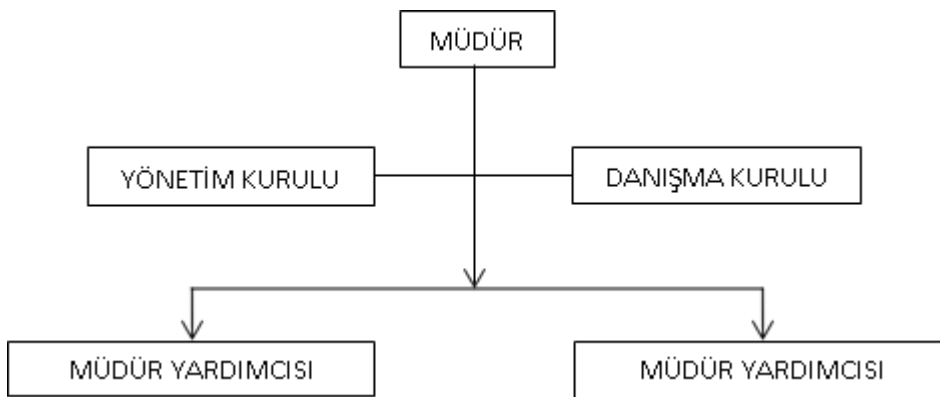 MÜDÜR
YÖNETİM KURULU
DANIŞMA KURULU
MÜDÜR YARDIMCISI
MÜDÜR YARDIMCISI